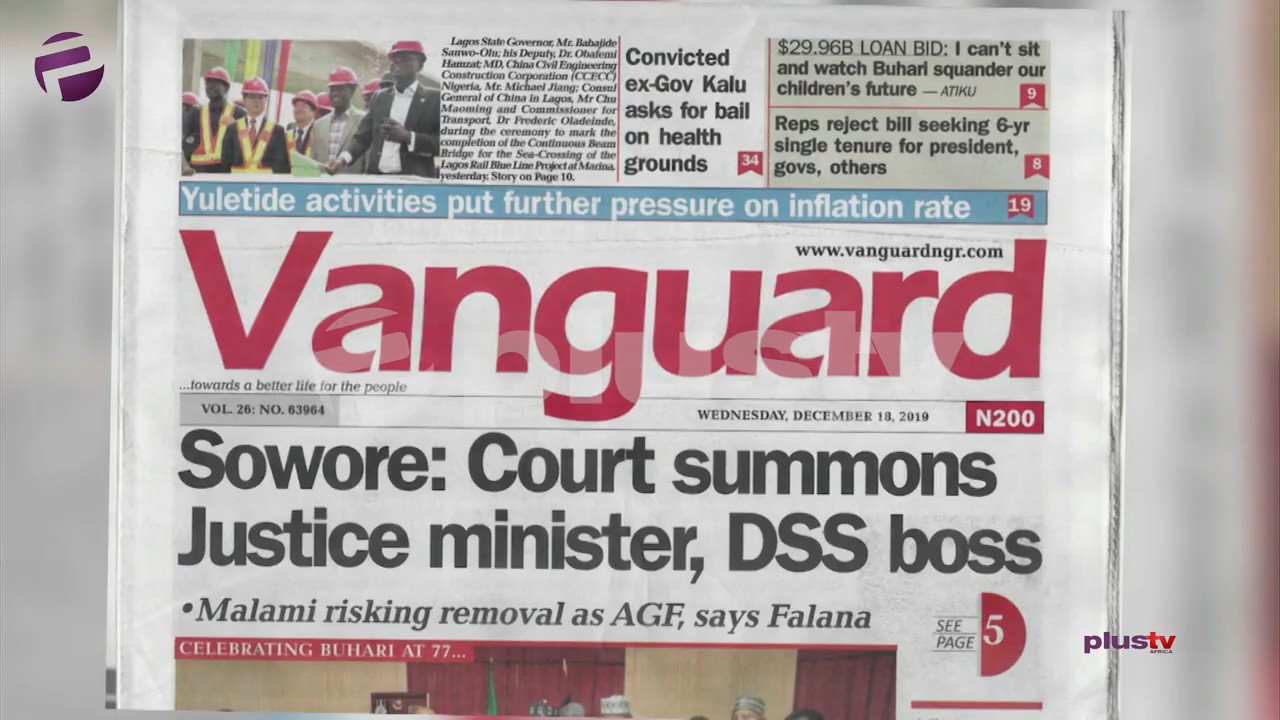 Lagos State Governor, Mr. Babajide
Sanwo-Olu; his Deputy, Dr. Obafemi
Hamzat; MD, China Civil Engineering
Construction Corporation (CCECC)
Nigeria, Mr. Michael Jiang; Consul
General of China in Lagos, Mr Chu
Maoming and Commissioner for
Transport, Dr Frederic Oladeinde,
during the ceremony to mark the
completion of the Continuous Beam
Bridge for the Sea-Crossing of the
Lagos Rail Blue Line Project at Marina,
yesterday. Story on Page 10.
Convicted
ex-Gov Kalu
asks for bail
on health
grounds
34
$29.96B LOAN BID: I can't sit
and watch Buhari squander our
children's future — ATIKU
9
Reps reject bill seeking 6-yr
single tenure for president,
govs, others
8
Yuletide activities put further pressure on inflation rate
19
www.vanguardngr.com
Vanguard
plustv
...towards a better life for the people
VOL. 26: NO. 63964
WEDNESDAY, DECEMBER 18, 2019
N200
Sowore: Court summons
Justice minister, DSS boss
•Malami risking removal as AGF, says Falana
SEE
PAGE
5
CELEBRATING BUHARI AT 77...
plustv
AFRICA